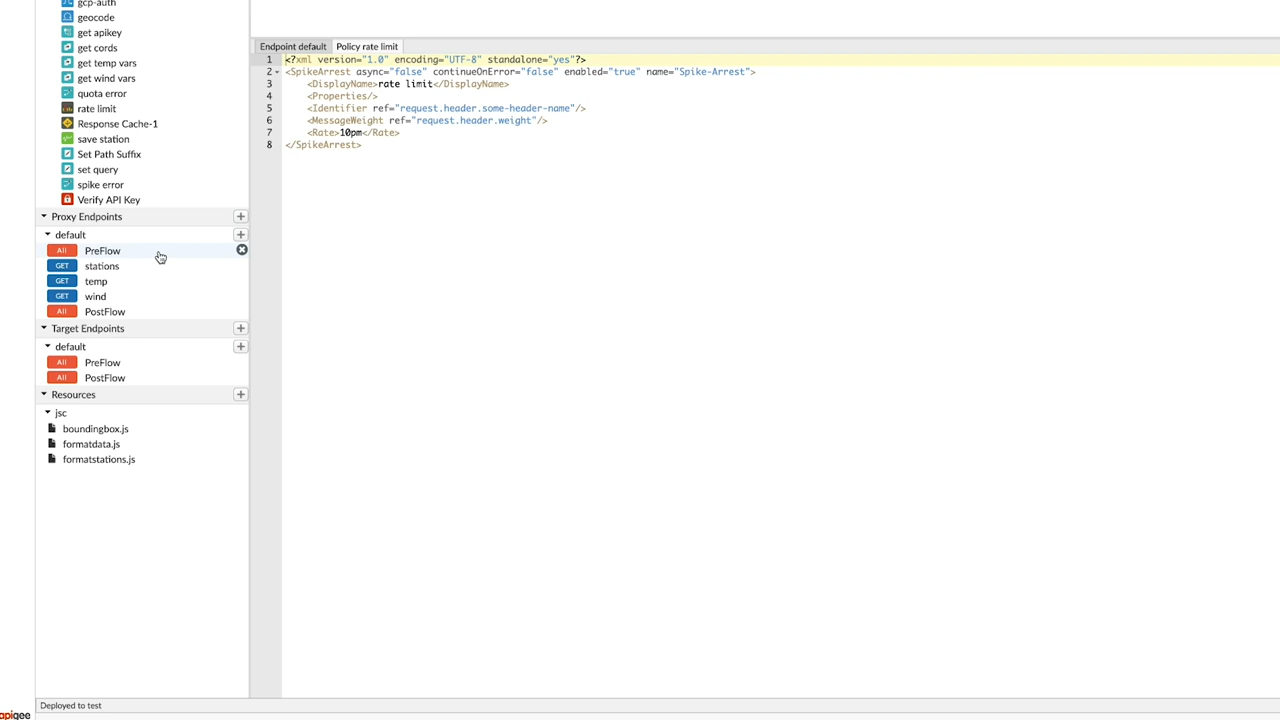 gcp-auth
geocode
get apikey
get cords
get temp vars
get wind vars
quota error
rate limit
Response Cache-1
save station
Set Path Suffix
set query
spike error
Verify API Key
Proxy Endpoints
default
All PreFlow
GET stations
GET temp
GET wind
All PostFlow
Target Endpoints
default
All PreFlow
All PostFlow
Resources
jsc
boundingbox.js
formatdata.js
formatstations.js
Endpoint default Policy rate limit
1 <?xml version="1.0" encoding="UTF-8" standalone="yes"?>
2 <SpikeArrest async="false" continueOnError="false" enabled="true" name="Spike-Arrest">
3 <DisplayName>rate limit</DisplayName>
4 <Properties/>
5 <Identifier ref="request.header.some-header-name"/>
6 <MessageWeight ref="request.header.weight"/>
7 <Rate>10pm</Rate>
8 </SpikeArrest>
Deployed to test
apigee